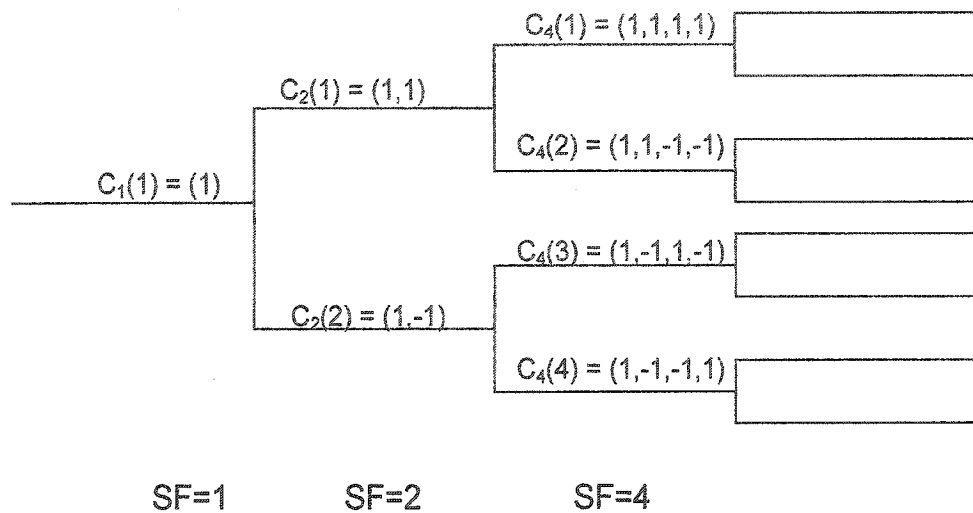 C₄(1) = (1,1,1,1)
C₂(1) = (1,1)
C₄(2) = (1,1,-1,-1)
C₁(1) = (1)
C₄(3) = (1,-1,1,-1)
C₂(2) = (1,-1)
C₄(4) = (1,-1,-1,1)
SF=1 SF=2 SF=4